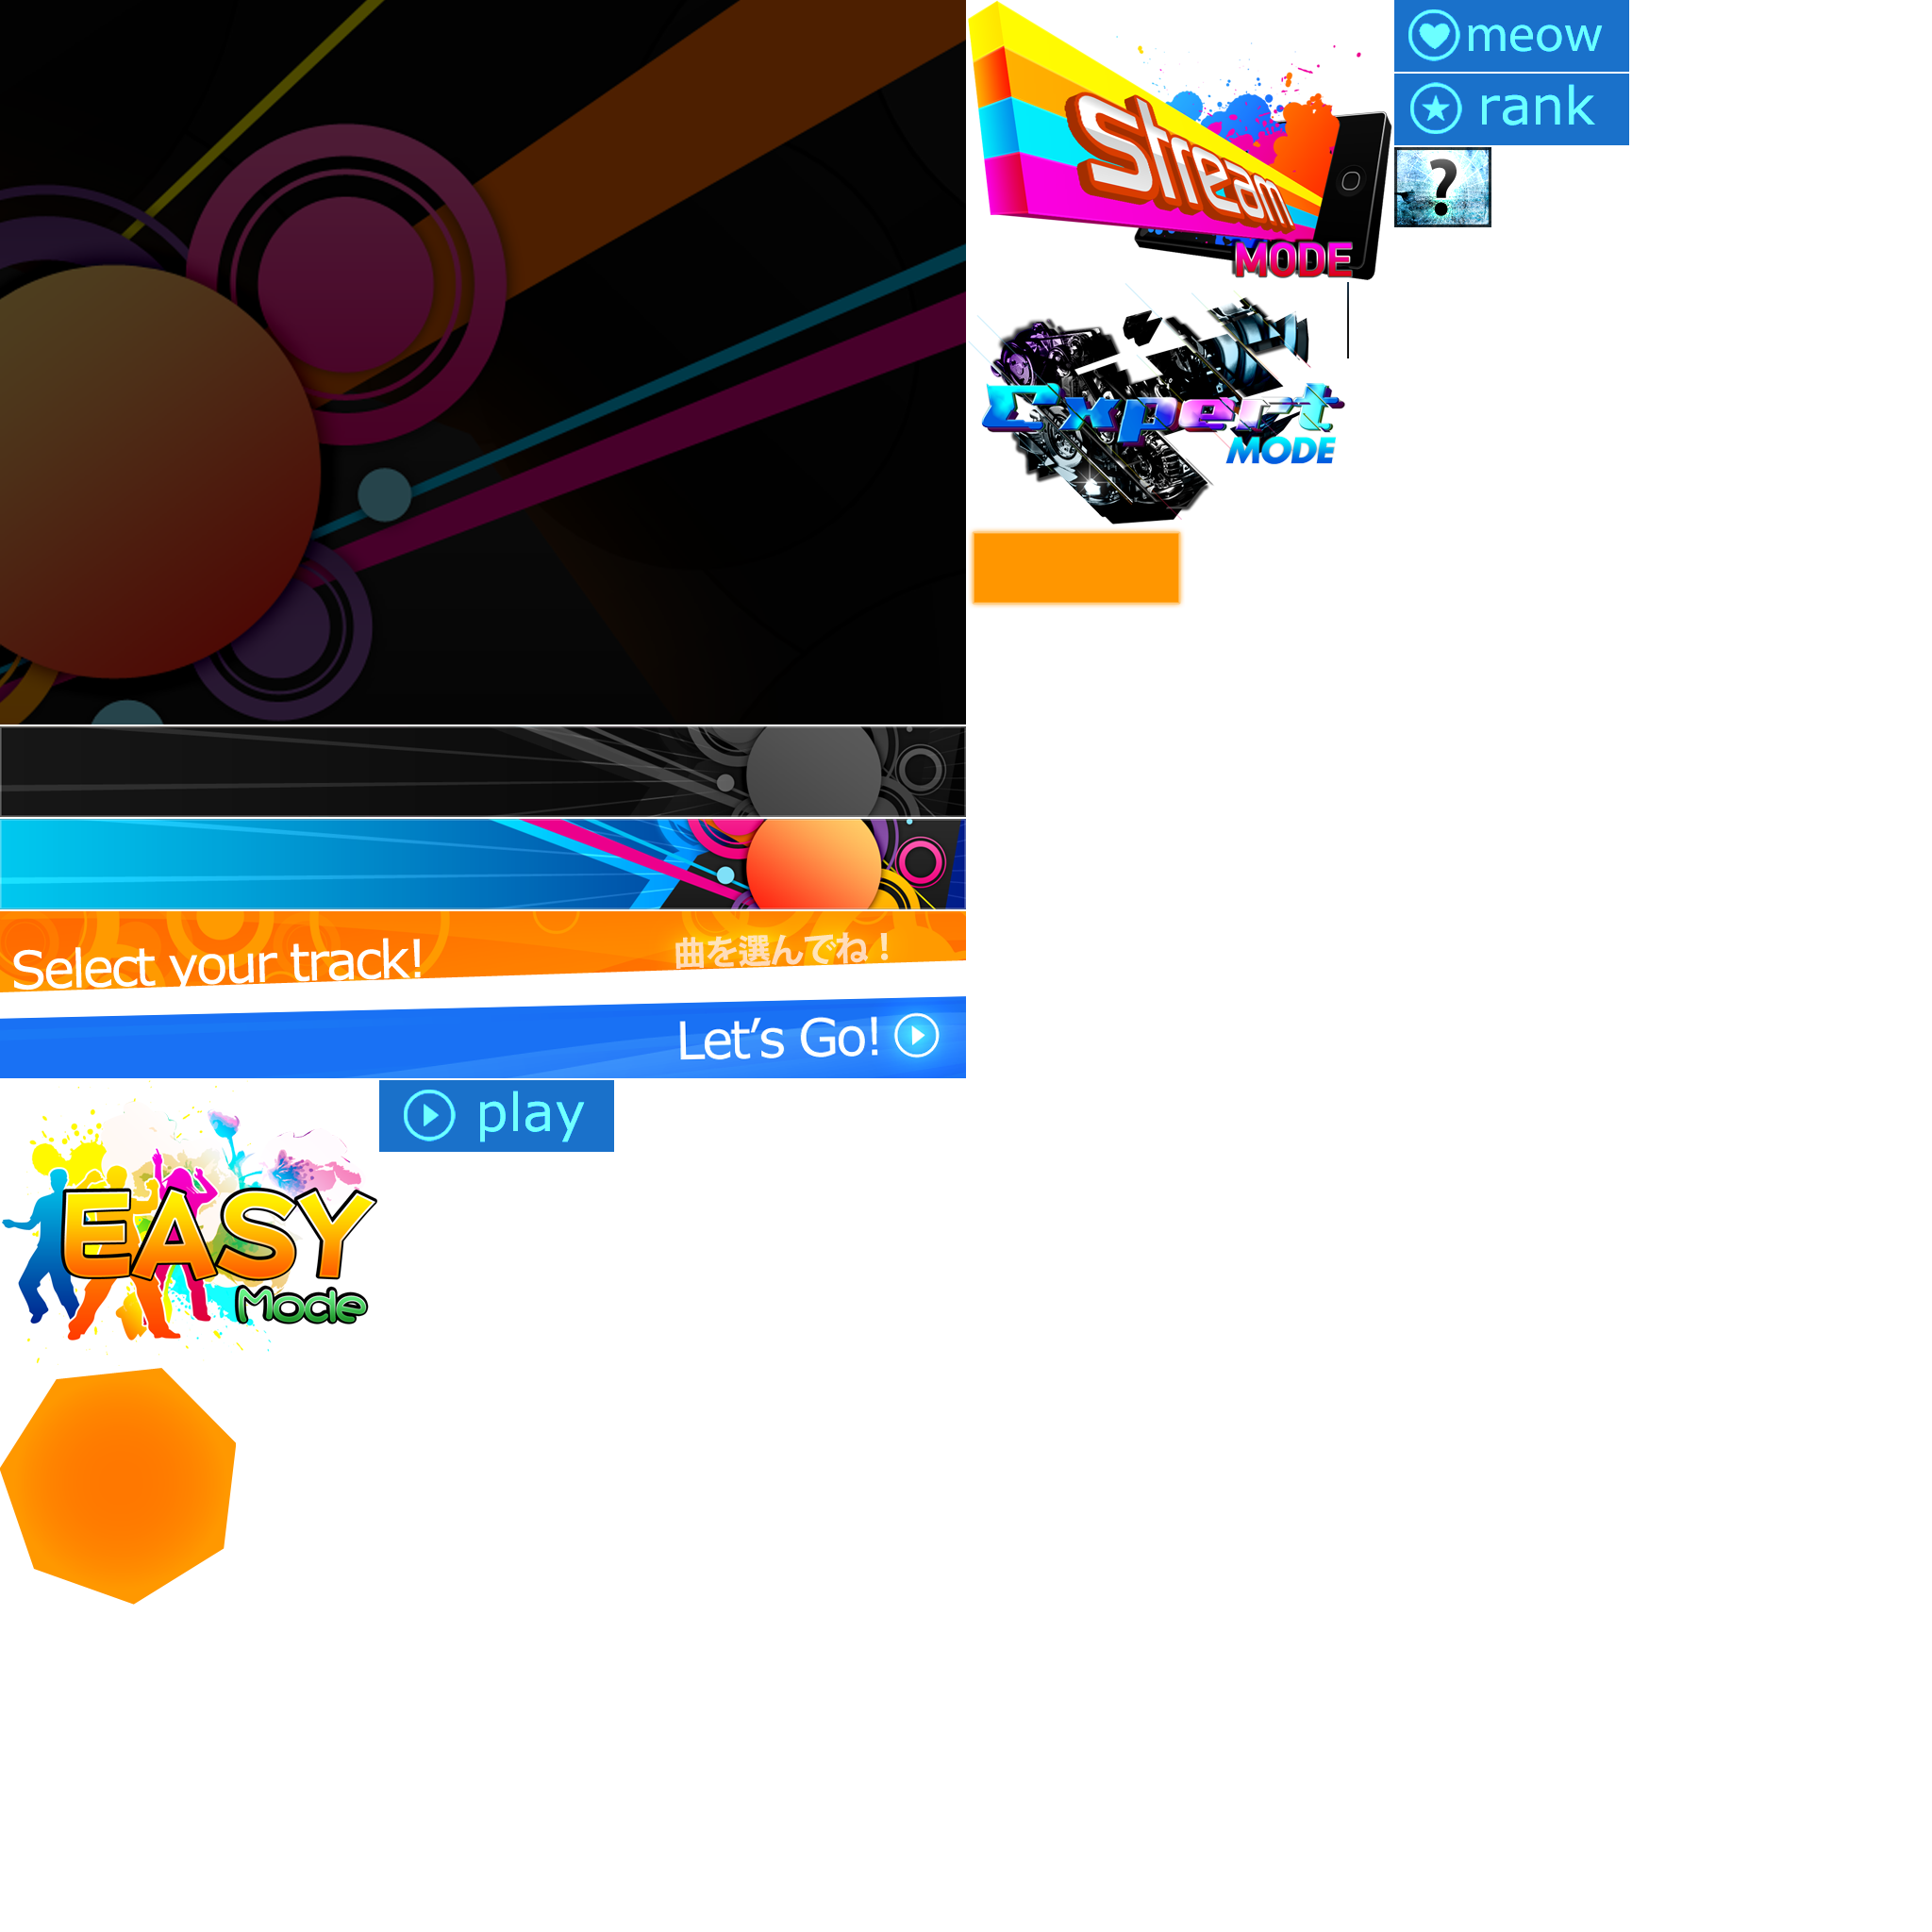 Stream
MODE
meow
rank
?
Expert
MODE
Select your track!
曲を選んでね！
Let's Go!
play
EASY
Mode